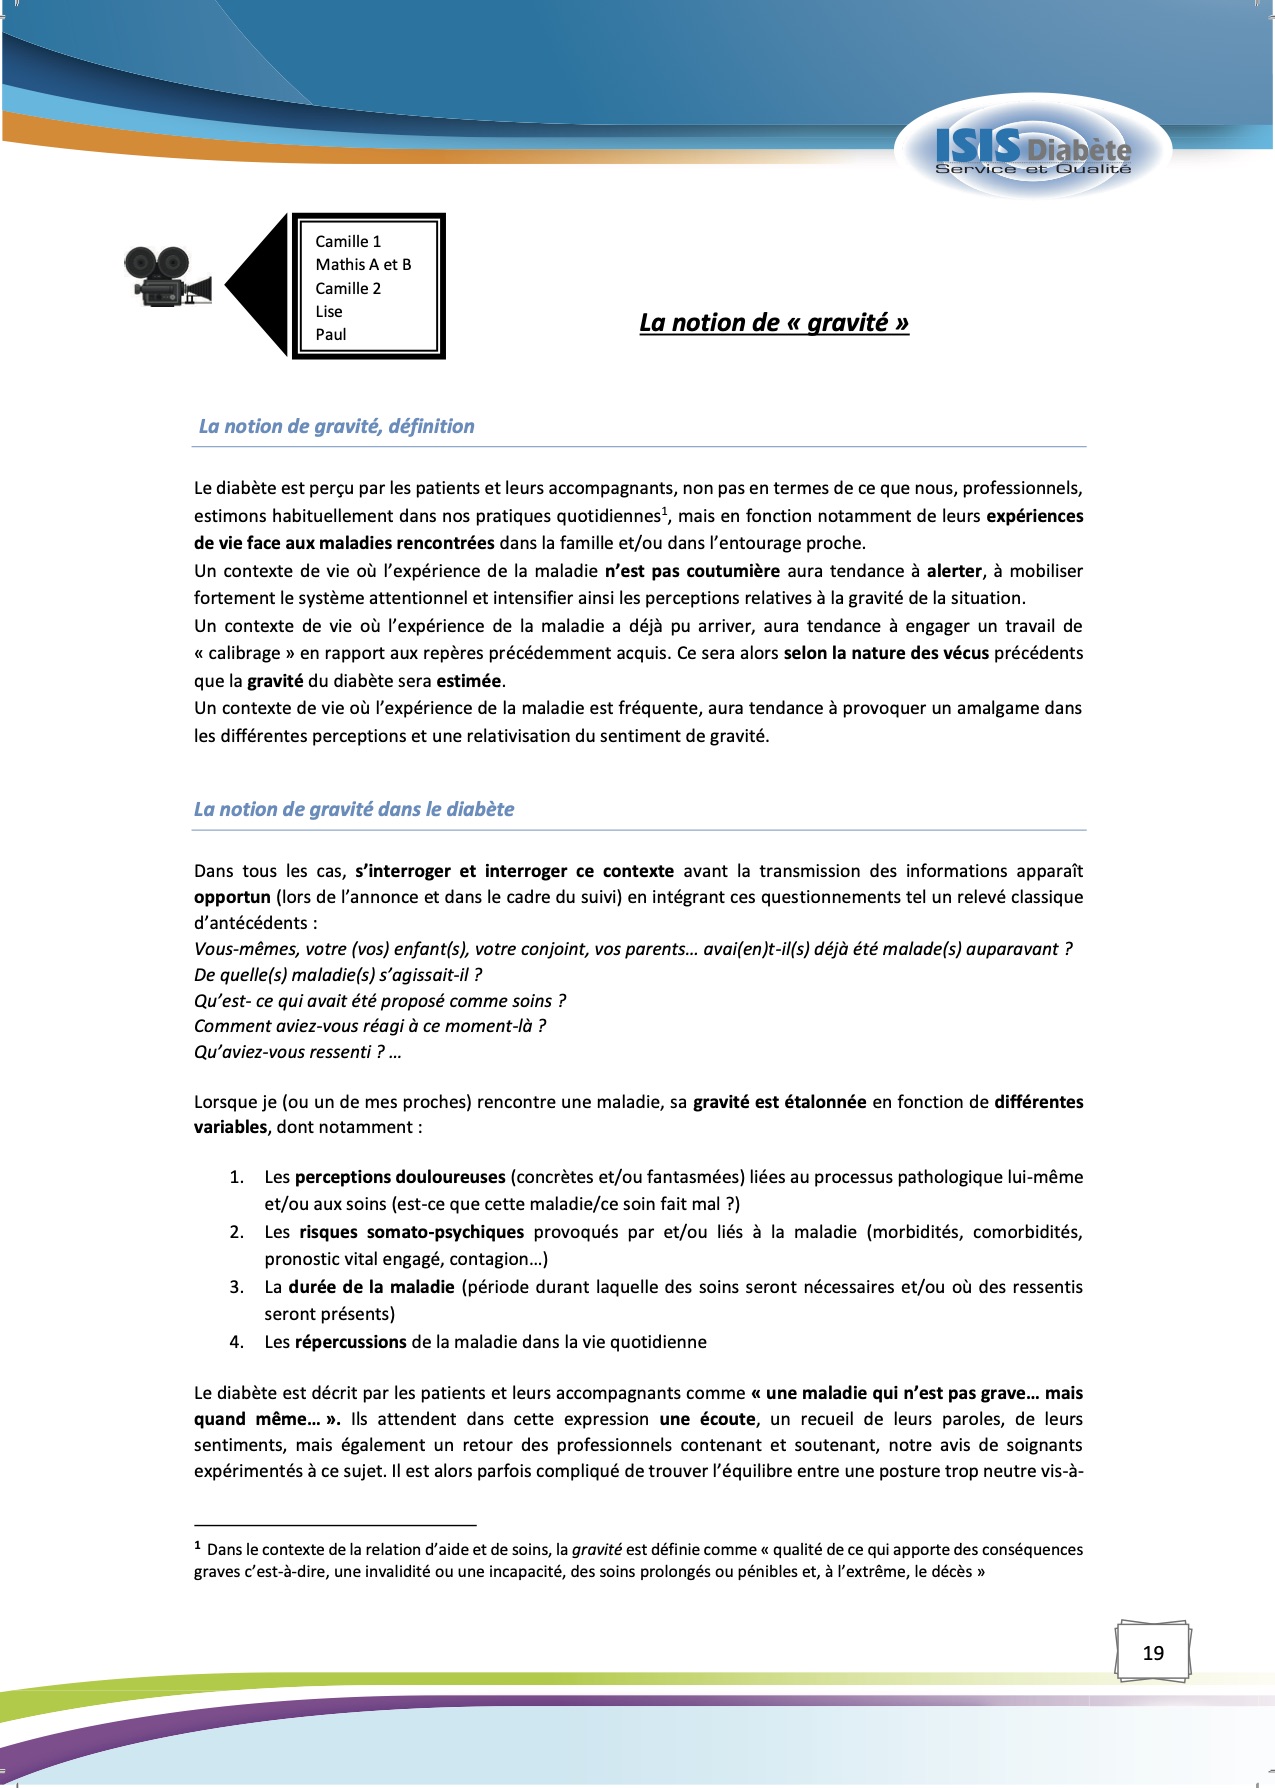 ISIS Diabète
Service et Qualité
Camille 1
Mathis A et B
Camille 2
Lise
Paul
La notion de « gravité »
La notion de gravité, définition
Le diabète est perçu par les patients et leurs accompagnants, non pas en termes de ce que nous, professionnels,
estimons habituellement dans nos pratiques quotidiennes¹, mais en fonction notamment de leurs expériences
de vie face aux maladies rencontrées dans la famille et/ou dans l’entourage proche.
Un contexte de vie où l’expérience de la maladie n’est pas coutumière aura tendance à alerter, à mobiliser
fortement le système attentionnel et intensifier ainsi les perceptions relatives à la gravité de la situation.
Un contexte de vie où l’expérience de la maladie a déjà pu arriver, aura tendance à engager un travail de
« calibrage » en rapport aux repères précédemment acquis. Ce sera alors selon la nature des vécus précédents
que la gravité du diabète sera estimée.
Un contexte de vie où l’expérience de la maladie est fréquente, aura tendance à provoquer un amalgame dans
les différentes perceptions et une relativisation du sentiment de gravité.
La notion de gravité dans le diabète
Dans tous les cas, s’interroger et interroger ce contexte avant la transmission des informations apparaît
opportun (lors de l’annonce et dans le cadre du suivi) en intégrant ces questionnements tel un relevé classique
d’antécédents :
Vous-mêmes, votre (vos) enfant(s), votre conjoint, vos parents… avai(en)t-il(s) déjà été malade(s) auparavant ?
De quelle(s) maladie(s) s’agissait-il ?
Qu’est- ce qui avait été proposé comme soins ?
Comment aviez-vous réagi à ce moment-là ?
Qu’aviez-vous ressenti ? …
Lorsque je (ou un de mes proches) rencontre une maladie, sa gravité est étalonnée en fonction de différentes
variables, dont notamment :
1. Les perceptions douloureuses (concrètes et/ou fantasmées) liées au processus pathologique lui-même
et/ou aux soins (est-ce que cette maladie/ce soin fait mal ?)
2. Les risques somato-psychiques provoqués par et/ou liés à la maladie (morbidités, comorbidités,
pronostic vital engagé, contagion…)
3. La durée de la maladie (période durant laquelle des soins seront nécessaires et/ou où des ressentis
seront présents)
4. Les répercussions de la maladie dans la vie quotidienne
Le diabète est décrit par les patients et leurs accompagnants comme « une maladie qui n’est pas grave… mais
quand même… ». Ils attendent dans cette expression une écoute, un recueil de leurs paroles, de leurs
sentiments, mais également un retour des professionnels contenant et soutenant, notre avis de soignants
expérimentés à ce sujet. Il est alors parfois compliqué de trouver l’équilibre entre une posture trop neutre vis-à-
¹ Dans le contexte de la relation d’aide et de soins, la gravité est définie comme « qualité de ce qui apporte des conséquences
graves c’est-à-dire, une invalidité ou une incapacité, des soins prolongés ou pénibles et, à l’extrême, le décès »
19